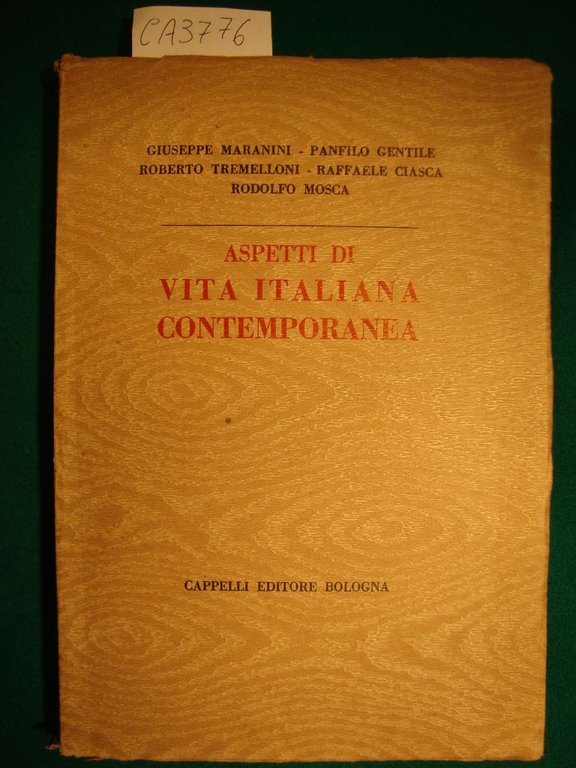 CA3776
GIUSEPPE MARANINI - PANFILO GENTILE
ROBERTO TREMELLONI - RAFFAELE CIASCA
RODOLFO MOSCA
ASPETTI DI
VITA ITALIANA
CONTEMPORANEA
CAPPELLI EDITORE BOLOGNA